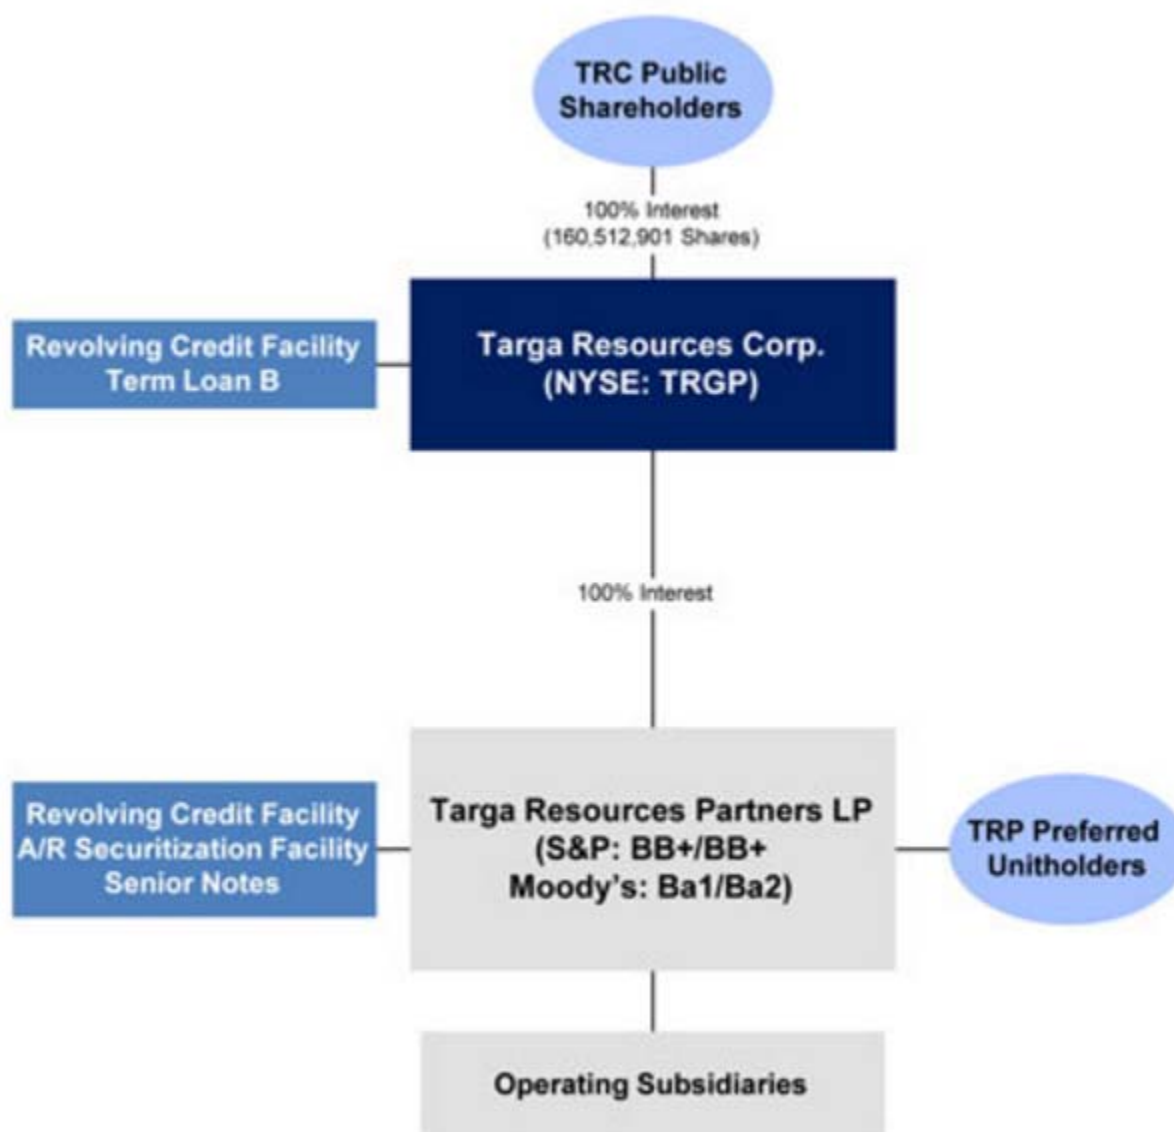 TRC Public
Shareholders
100% Interest
(160,512,901 Shares)
Revolving Credit Facility
Term Loan B
Targa Resources Corp.
(NYSE: TRGP)
100% Interest
Revolving Credit Facility
A/R Securitization Facility
Senior Notes
Targa Resources Partners LP
(S&P: BB+/BB+
Moody's: Ba1/Ba2)
TRP Preferred
Unitholders
Operating Subsidiaries